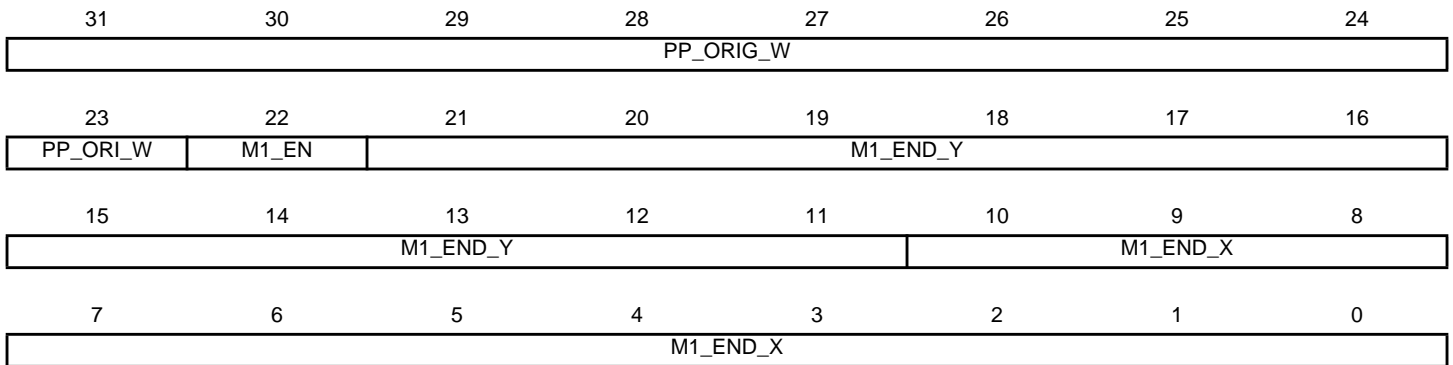 31 30 29 28 27 26 25 24
PP_ORIG_W
23 22 21 20 19 18 17 16
PP_ORI_W M1_EN M1_END_Y
15 14 13 12 11 10 9 8
M1_END_Y M1_END_X
7 6 5 4 3 2 1 0
M1_END_X